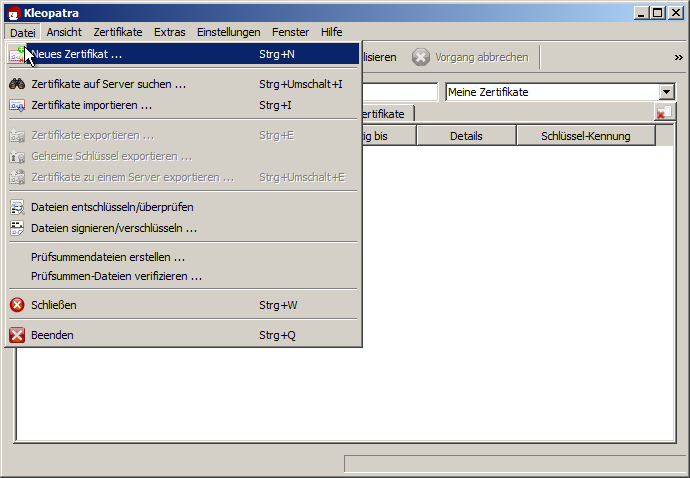 Kleopatra
Datei Ansicht Zertifikate Extras Einstellungen Fenster Hilfe
Neues Zertifikat ... Strg+N
lisieren Vorgang abbrechen »
Zertifikate auf Server suchen ... Strg+Umschalt+I
Meine Zertifikate
Zertifikate importieren ... Strg+I
ertifikate
Zertifikate exportieren ... Strg+E
ig bis Details Schlüssel-Kennung
Geheime Schlüssel exportieren ...
Zertifikate zu einem Server exportieren ... Strg+Umschalt+E
Dateien entschlüsseln/überprüfen
Dateien signieren/verschlüsseln ...
Prüfsummendateien erstellen ...
Prüfsummen-Dateien verifizieren ...
Schließen Strg+W
Beenden Strg+Q